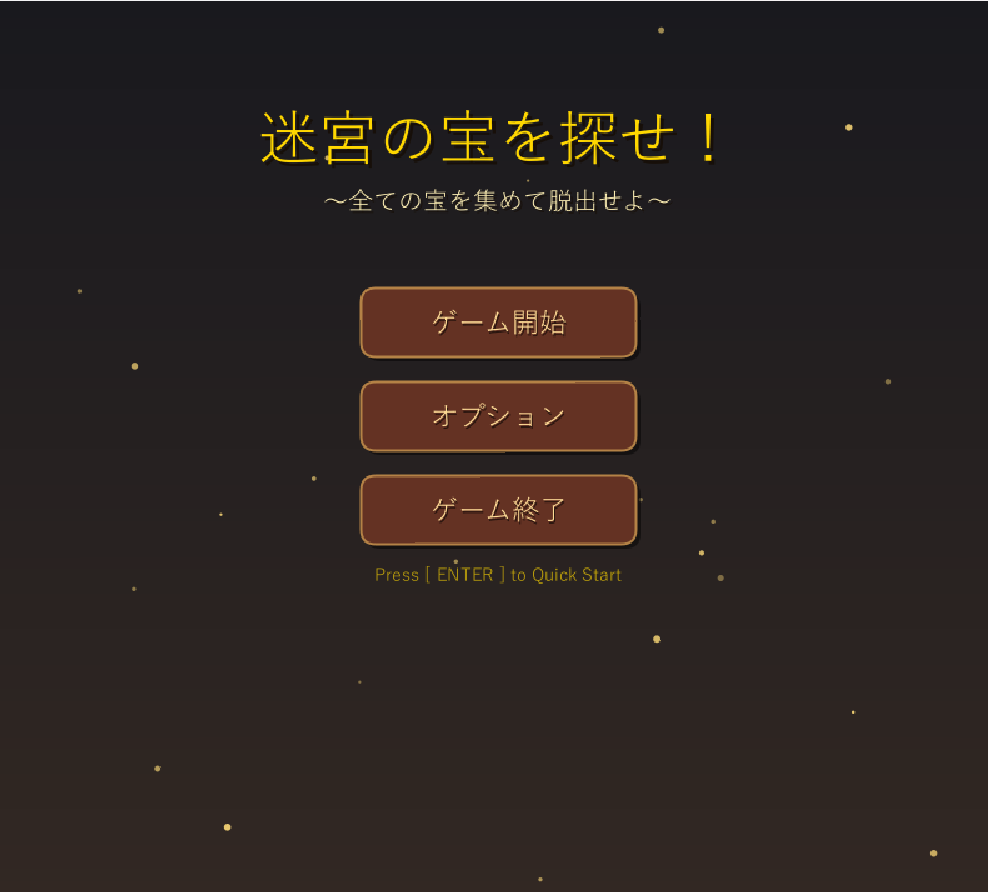 迷宮の宝を探せ！
～全ての宝を集めて脱出せよ～
ゲーム開始
オプション
ゲーム終了
Press [ ENTER ] to Quick Start